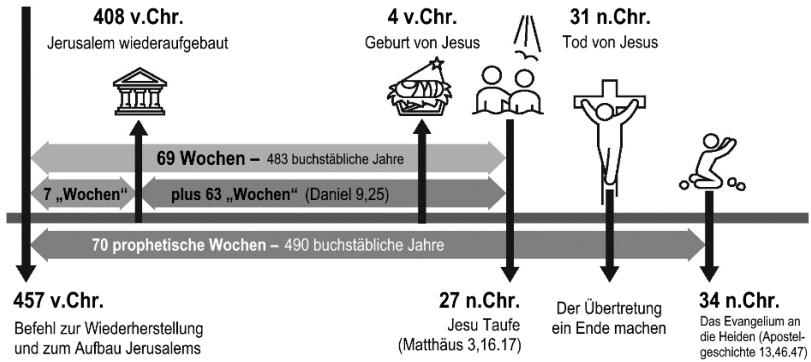 408 v.Chr.
Jerusalem wiederaufgebaut
4 v.Chr.
Geburt von Jesus
31 n.Chr.
Tod von Jesus
69 Wochen – 483 buchstäbliche Jahre
7 „Wochen“
plus 63 „Wochen“ (Daniel 9,25)
70 prophetische Wochen – 490 buchstäbliche Jahre
457 v.Chr.
Befehl zur Wiederherstellung
und zum Aufbau Jerusalems
27 n.Chr.
Jesu Taufe
(Matthäus 3,16.17)
Der Übertretung
ein Ende machen
34 n.Chr.
Das Evangelium an
die Heiden (Apostel-
geschichte 13,46.47)